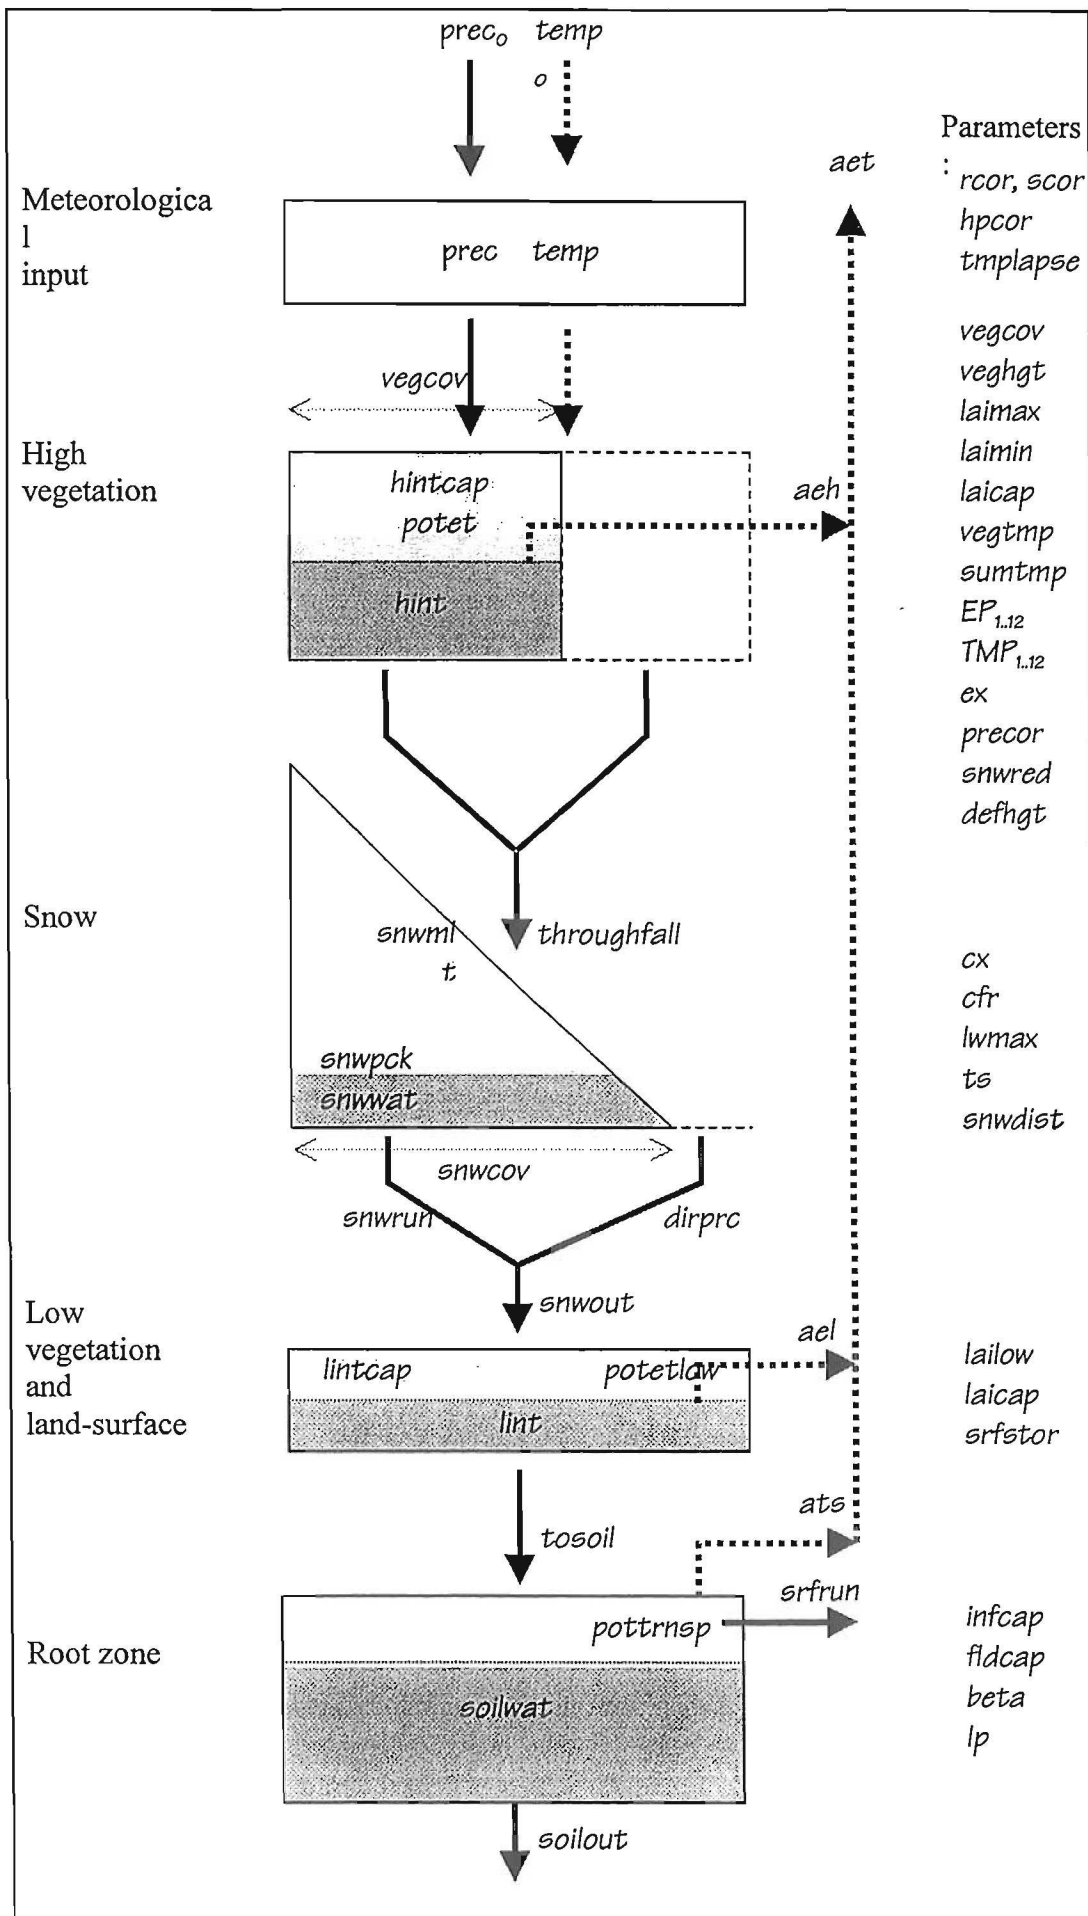 prec₀ temp
o
Parameters
:
aet
rcor, scor
Meteorologica
l
input
hpcor
prec temp
tmplapse
vegcov
vegcov
veghgt
laimax
High
vegetation
hintcap
laimin
aeh
laicap
potet
vegtmp
sumtmp
hint
EP₁..₁₂
TMP₁..₁₂
ex
precor
snwred
defhgt
Snow
snwml
t
throughfall
cx
cfr
lwmax
snwpck
ts
snwwat
snwdist
snwcov
snwrun
dirprc
snwout
Low
vegetation
and
land-surface
ael
lintcap
potetlow
lailow
laicap
lint
srfstor
ats
tosoil
srfrun
pottrnsp
infcap
Root zone
fldcap
soilwat
beta
lp
soilout